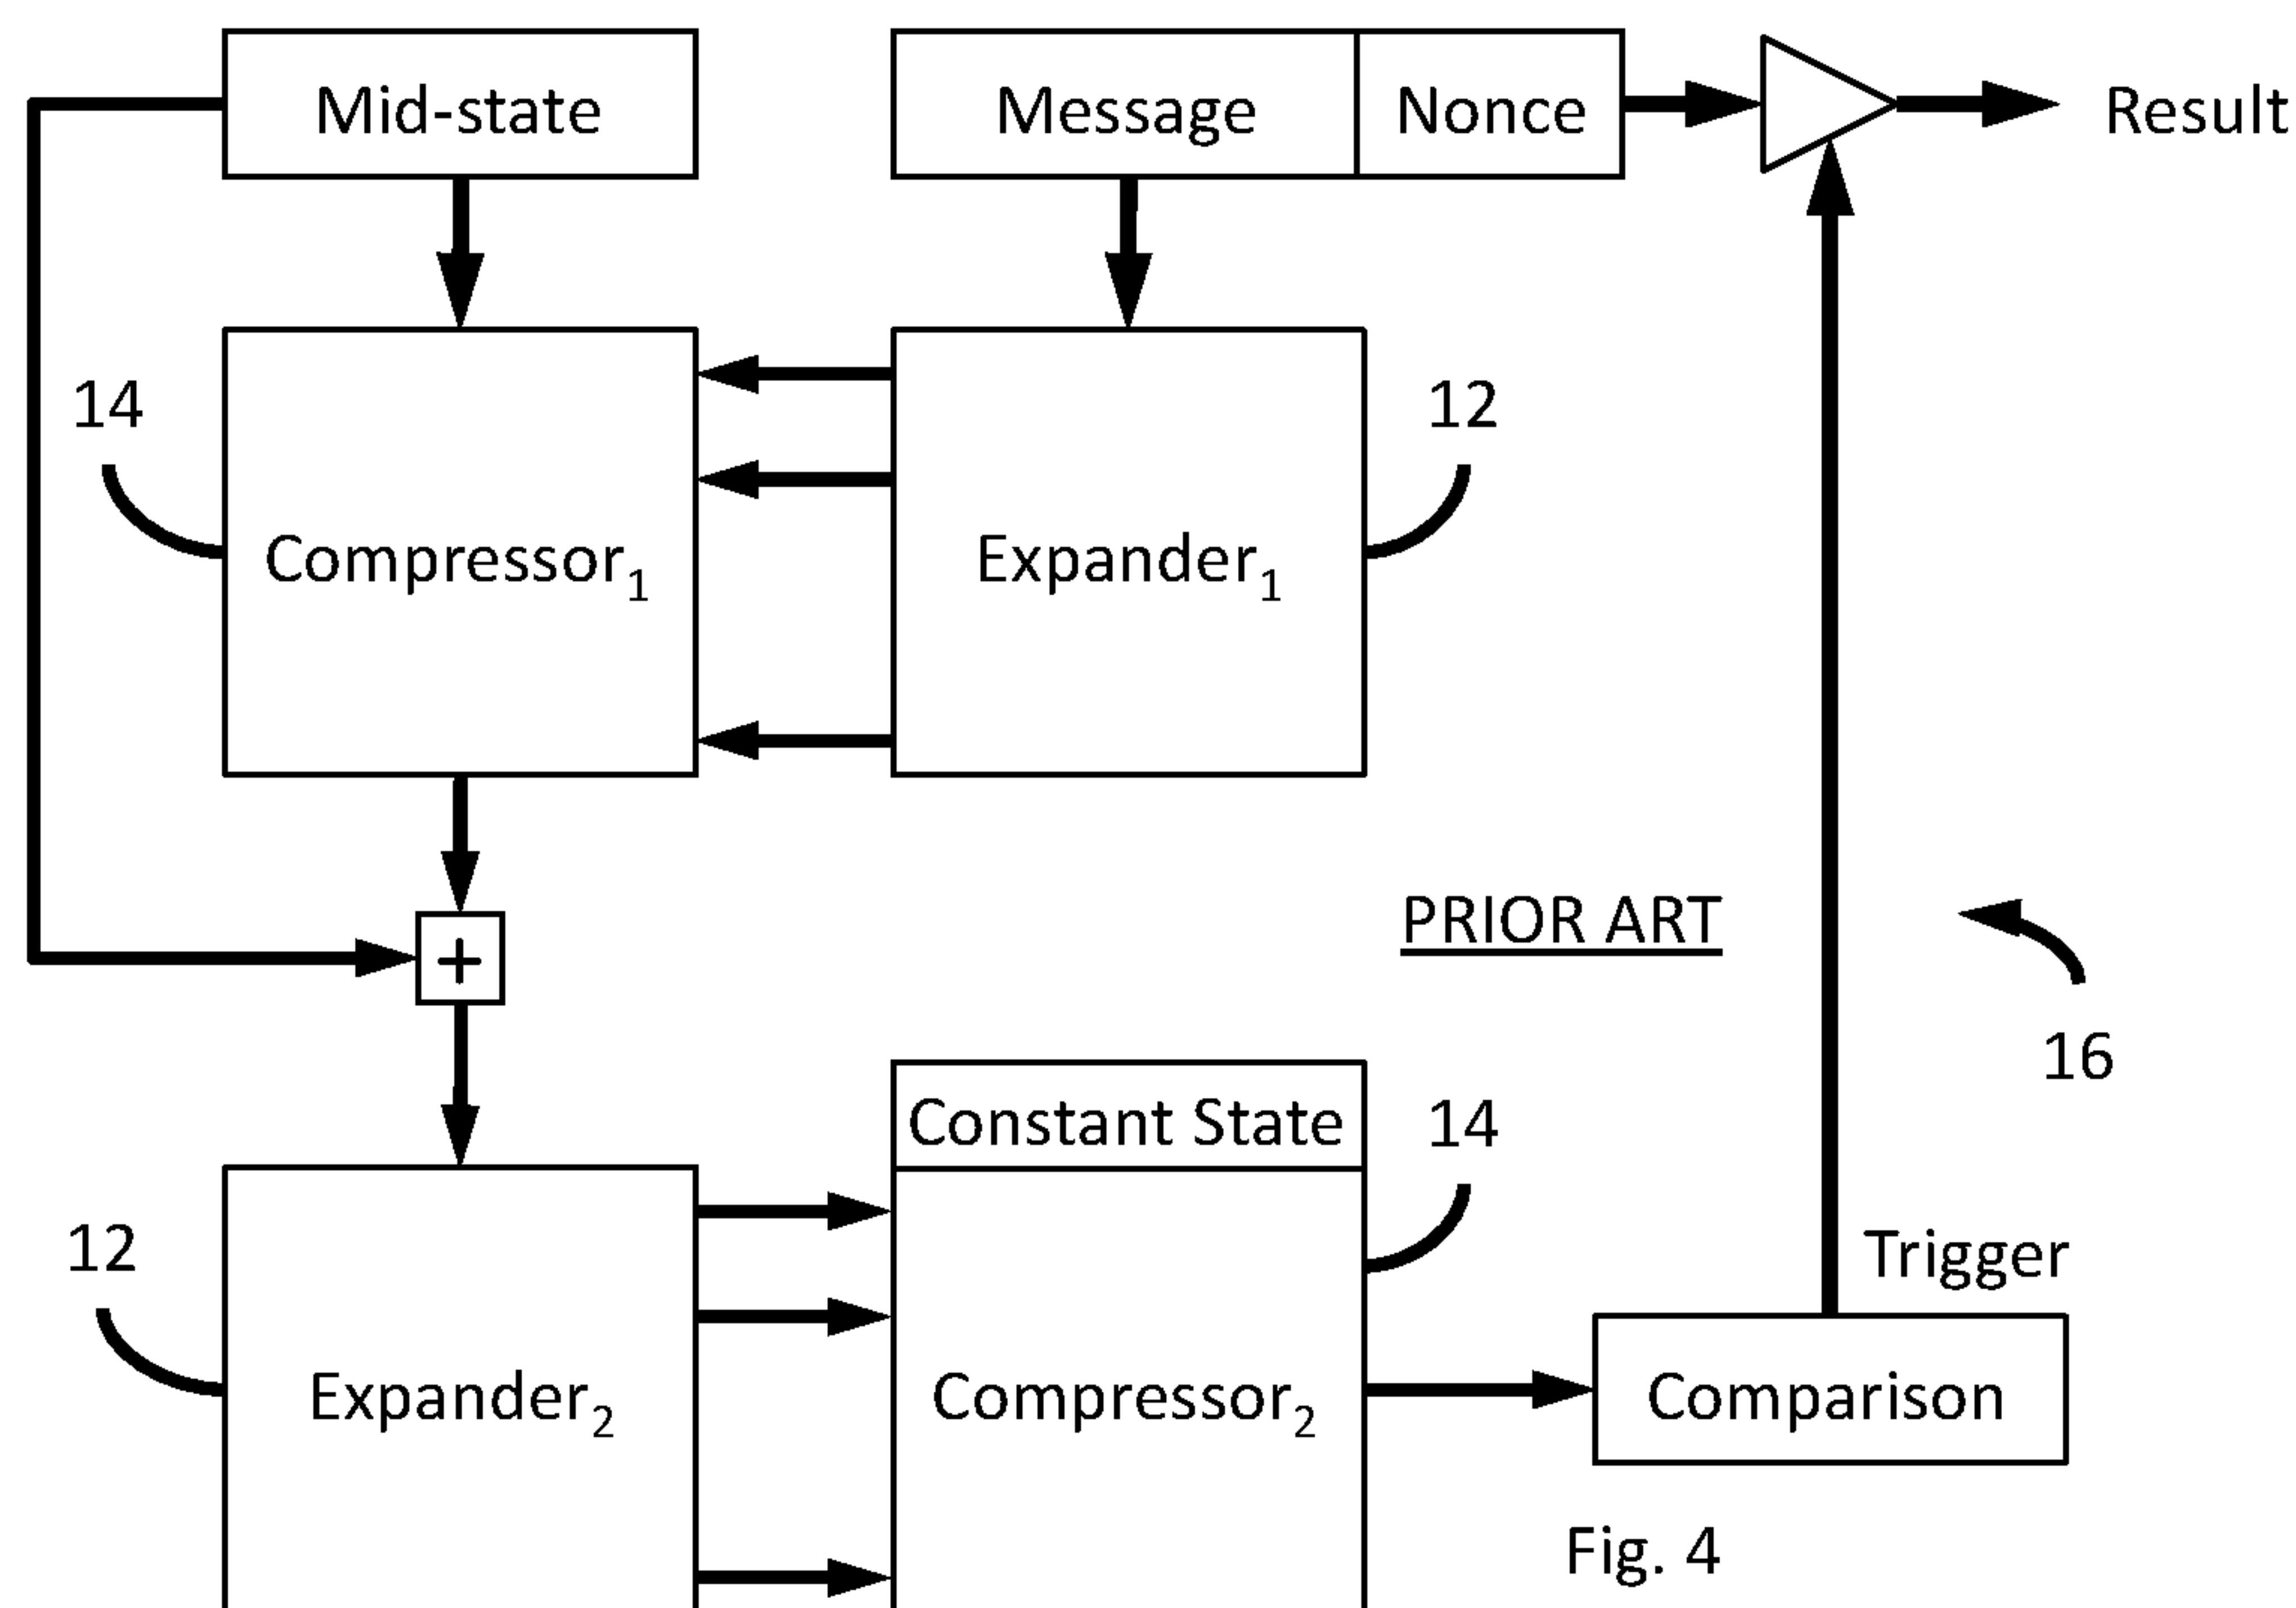 Mid-state
Message
Nonce
Result
14
12
Compressor1
Expander1
PRIOR ART
+
16
Constant State
14
12
Trigger
Expander2
Compressor2
Comparison
Fig. 4